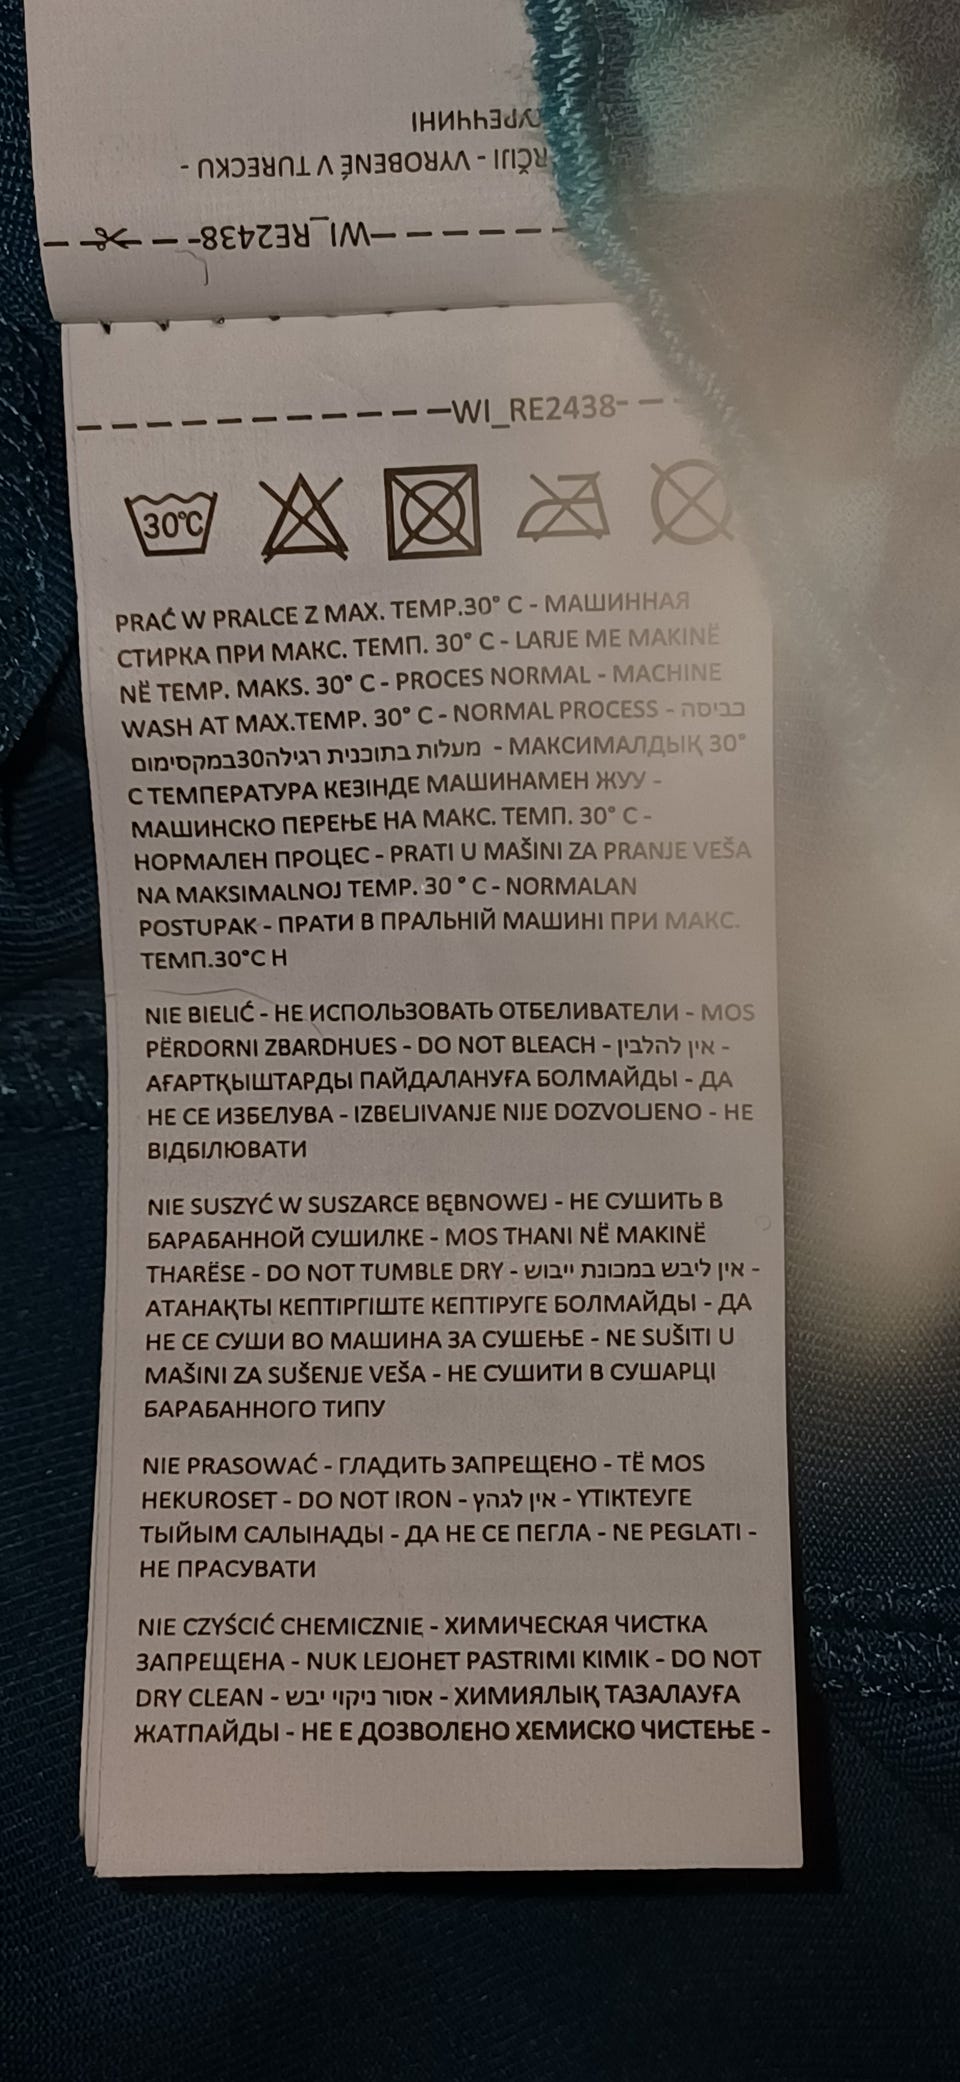 УРЕЧЧИНІ
RČIJI - VYROBENÉ V TURECKU -
WI_RE2438
WI_RE2438
30°C
PRAĆ W PRALCE Z MAX. TEMP.30° C - МАШИННАЯ
СТИРКА ПРИ МАКС. ТЕМП. 30° C - LARJE ME MAKINË
NË TEMP. MAKS. 30° C - PROCES NORMAL - MACHINE
WASH AT MAX.TEMP. 30° C - NORMAL PROCESS - כביסה
במקסימום30מעלות בתוכנית רגילה - МАКСИМАЛДЫҚ 30°
С ТЕМПЕРАТУРА КЕЗІНДЕ МАШИНАМЕН ЖУУ -
МАШИНСКО ПЕРЕЊЕ НА МАКС. ТЕМП. 30° C -
НОРМАЛЕН ПРОЦЕС - PRATI U MAŠINI ZA PRANJE VEŠA
NA MAKSIMALNOJ TEMP. 30 ° C - NORMALAN
POSTUPAK - ПРАТИ В ПРАЛЬНІЙ МАШИНІ ПРИ МАКС.
ТЕМП.30°C Н
NIE BIELIĆ - НЕ ИСПОЛЬЗОВАТЬ ОТБЕЛИВАТЕЛИ - MOS
PËRDORNI ZBARDHUES - DO NOT BLEACH - אין להלבין -
АҒАРТҚЫШТАРДЫ ПАЙДАЛАНУҒА БОЛМАЙДЫ - ДА
НЕ СЕ ИЗБЕЛУВА - IZBELJIVANJE NIJE DOZVOLJENO - НЕ
ВІДБІЛЮВАТИ
NIE SUSZYĆ W SUSZARCE BĘBNOWEJ - НЕ СУШИТЬ В
БАРАБАННОЙ СУШИЛКЕ - MOS THANI NË MAKINË
THARËSE - DO NOT TUMBLE DRY - אין ליבש במכונת ייבוש -
АТАНАҚТЫ КЕПТІРГІШТЕ КЕПТІРУГЕ БОЛМАЙДЫ - ДА
НЕ СЕ СУШИ ВО МАШИНА ЗА СУШЕЊЕ - NE SUŠITI U
MAŠINI ZA SUŠENJE VEŠA - НЕ СУШИТИ В СУШАРЦІ
БАРАБАННОГО ТИПУ
NIE PRASOWAĆ - ГЛАДИТЬ ЗАПРЕЩЕНО - TË MOS
HEKUROSET - DO NOT IRON - אין לגהץ - ҮТІКТЕУГЕ
ТЫЙЫМ САЛЫНАДЫ - ДА НЕ СЕ ПЕГЛА - NE PEGLATI -
НЕ ПРАСУВАТИ
NIE CZYŚCIĆ CHEMICZNIE - ХИМИЧЕСКАЯ ЧИСТКА
ЗАПРЕЩЕНА - NUK LEJOHET PASTRIMI KIMIK - DO NOT
DRY CLEAN - אסור ניקוי יבש - ХИМИЯЛЫҚ ТАЗАЛАУҒА
ЖАТПАЙДЫ - НЕ Е ДОЗВОЛЕНО ХЕМИСКО ЧИСТЕЊЕ -